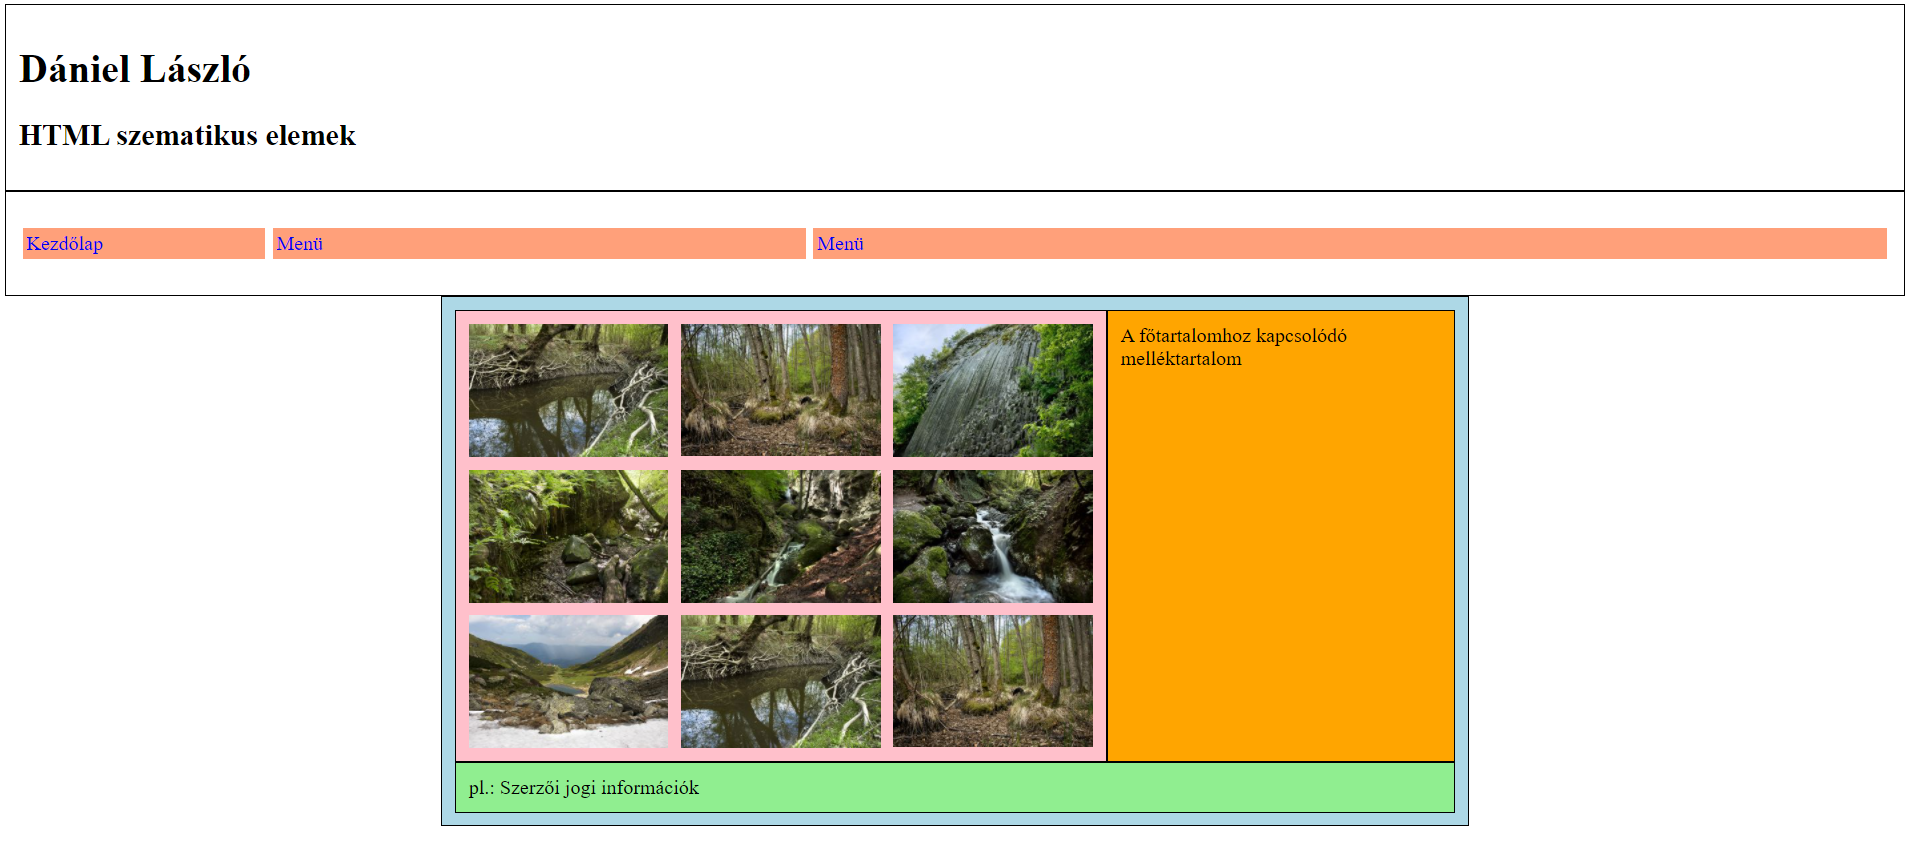 Dániel László
HTML szematikus elemek
Kezdőlap
Menü
Menü
A főtartalomhoz kapcsolódó
melléktartalom
pl.: Szerzői jogi információk